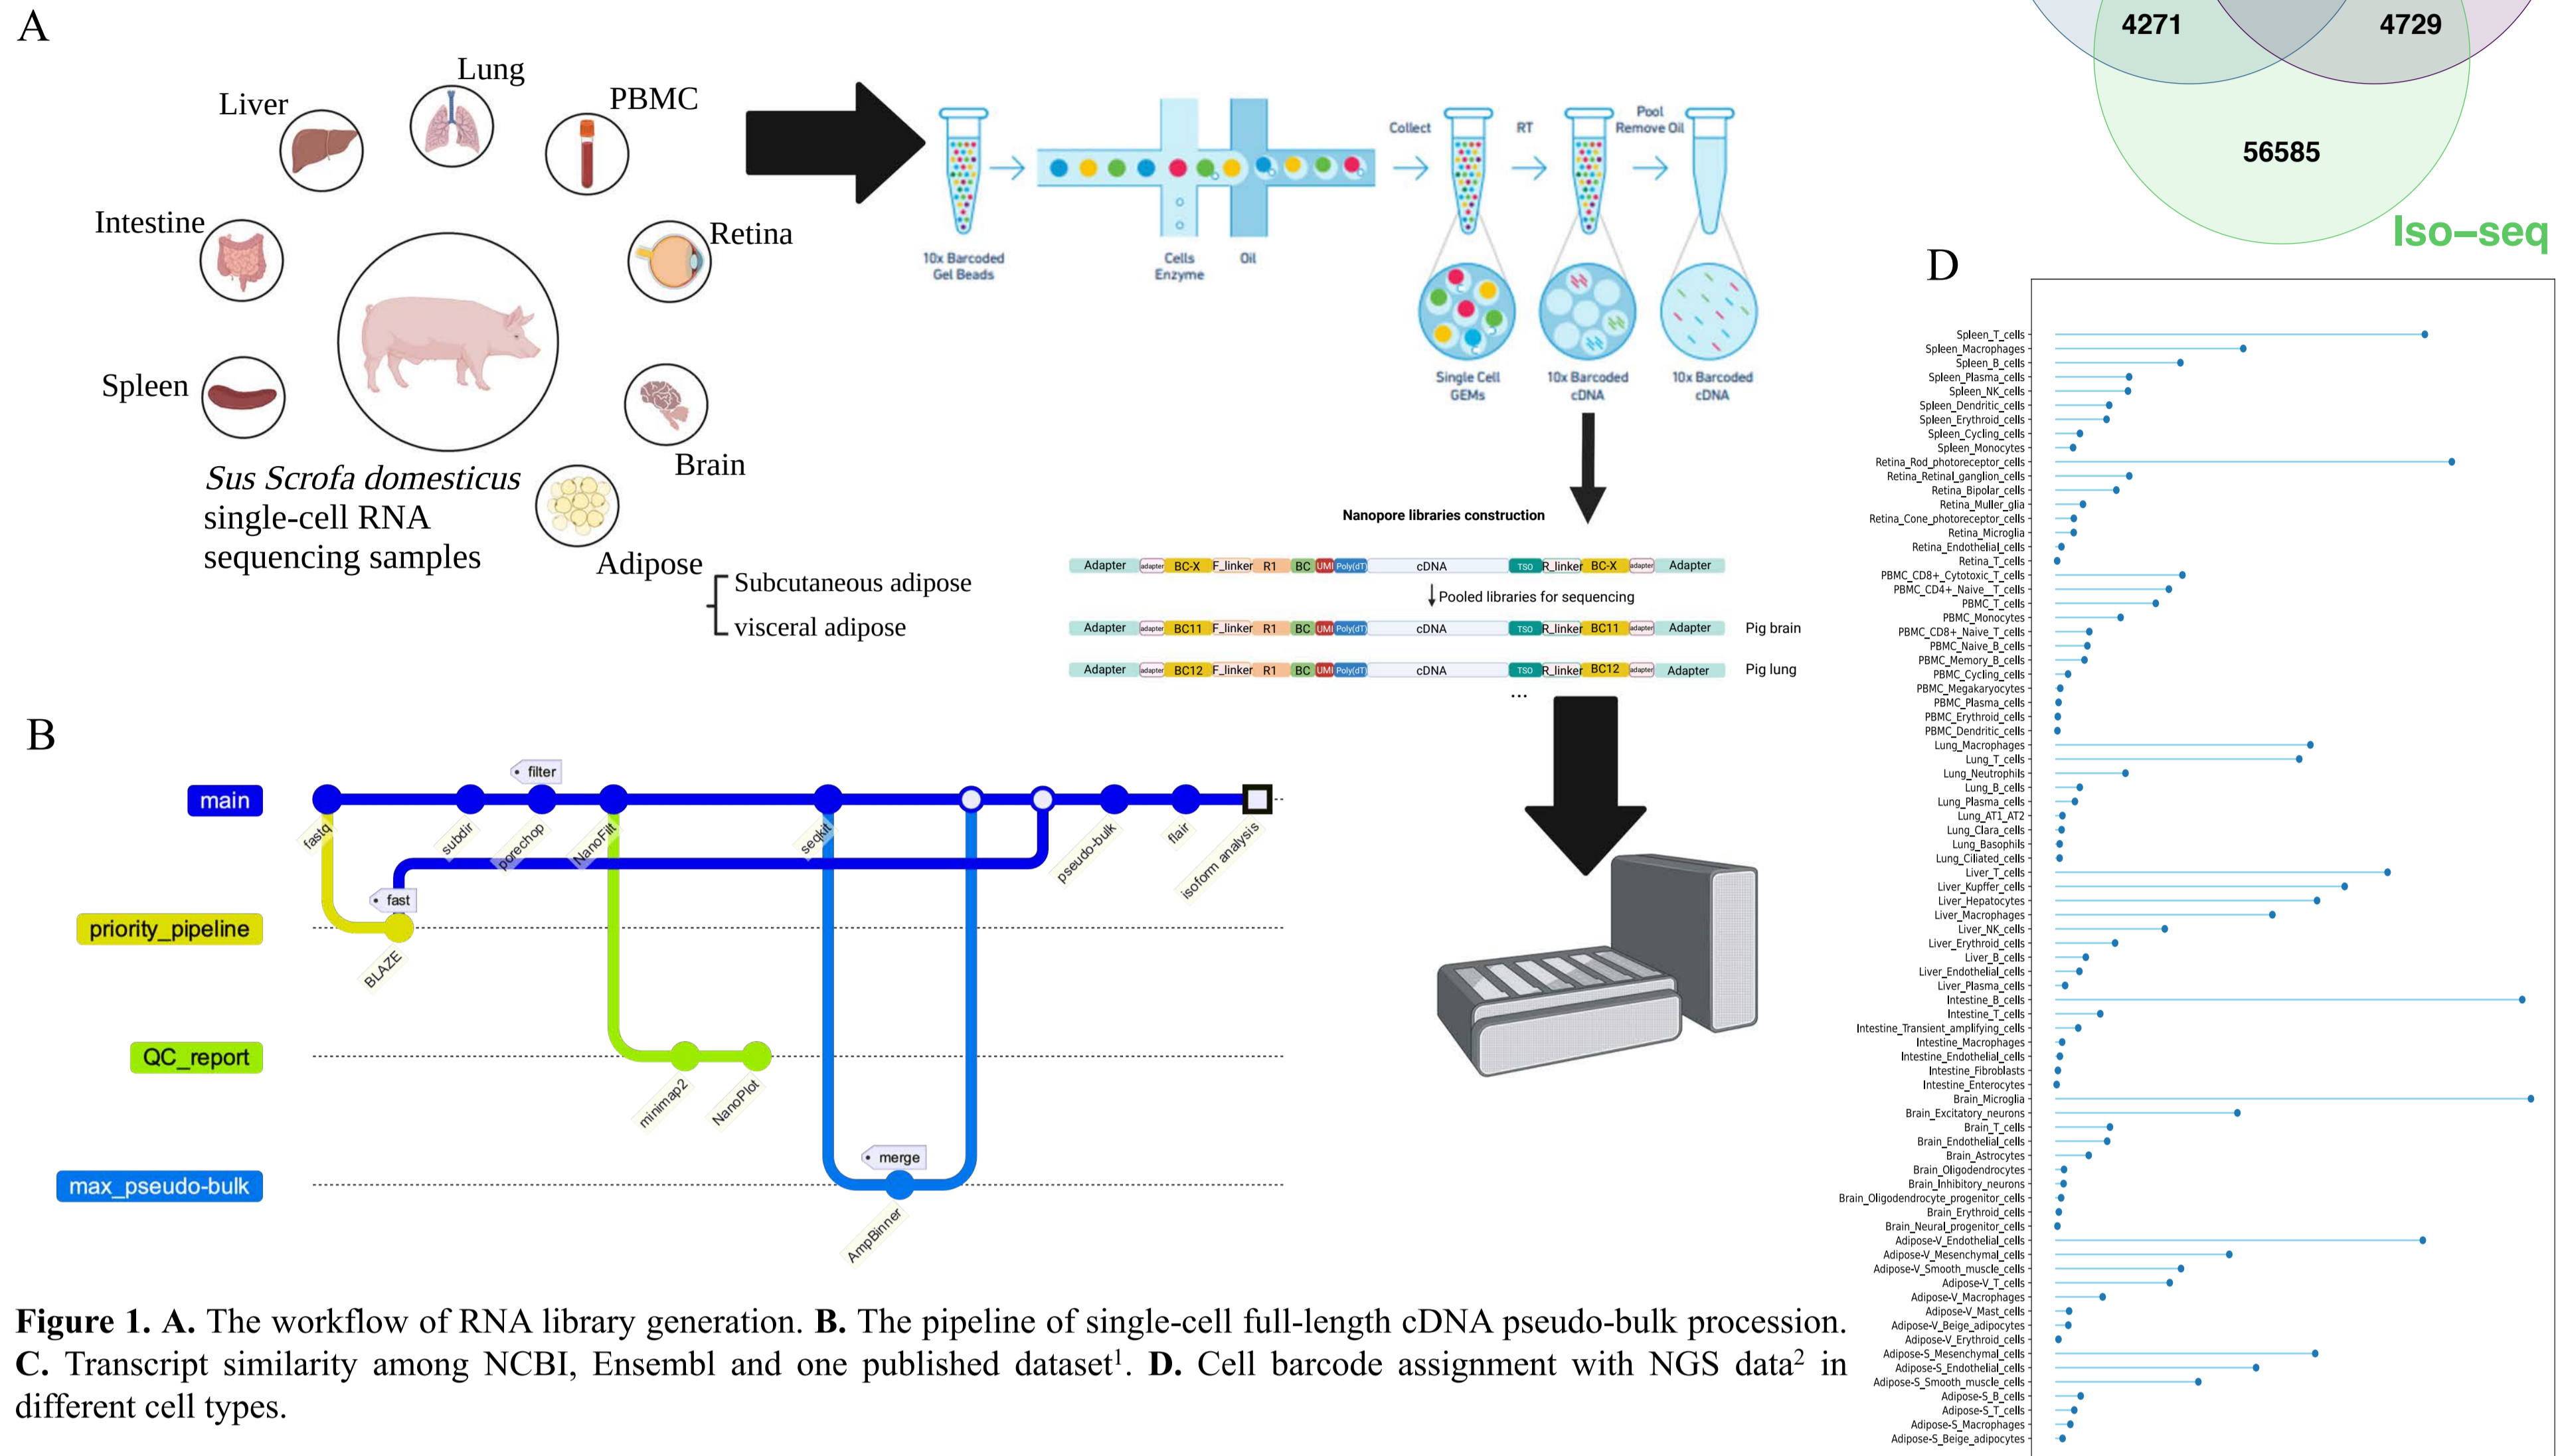 A
Lung
Liver
PBMC
Intestine
Retina
Spleen
Brain
Sus Scrofa domesticus
single-cell RNA
sequencing samples
Adipose
Subcutaneous adipose
visceral adipose
10x Barcoded
Gel Beads
Cells
Enzyme
Oil
Collect
RT
Pool
Remove Oil
Single Cell
GEMs
10x Barcoded
cDNA
10x Barcoded
cDNA
Nanopore libraries construction
Adapter adapter BC-X F_linker R1 BC UMI Poly(dT) cDNA TSO R_linker BC-X adapter Adapter
Pooled libraries for sequencing
Adapter adapter BC11 F_linker R1 BC UMI Poly(dT) cDNA TSO R_linker BC11 adapter Adapter Pig brain
Adapter adapter BC12 F_linker R1 BC UMI Poly(dT) cDNA TSO R_linker BC12 adapter Adapter Pig lung
...
B
filter
main
fastq
subdir
porechop
NanoFilt
seqkit
pseudo-bulk
flair
isoform analysis
fast
priority_pipeline
BLAZE
QC_report
minimap2
NanoPlot
merge
max_pseudo-bulk
AmpBinner
4271
4729
56585
Iso-seq
D
Spleen_T_cells
Spleen_Macrophages
Spleen_B_cells
Spleen_Plasma_cells
Spleen_NK_cells
Spleen_Dendritic_cells
Spleen_Erythroid_cells
Spleen_Cycling_cells
Spleen_Monocytes
Retina_Rod_photoreceptor_cells
Retina_Retinal_ganglion_cells
Retina_Bipolar_cells
Retina_Muller_glia
Retina_Cone_photoreceptor_cells
Retina_Microglia
Retina_Endothelial_cells
Retina_T_cells
PBMC_CD8+_Cytotoxic_T_cells
PBMC_CD4+_Naive__T_cells
PBMC_T_cells
PBMC_Monocytes
PBMC_CD8+_Naive_T_cells
PBMC_Naive_B_cells
PBMC_Memory_B_cells
PBMC_Cycling_cells
PBMC_Megakaryocytes
PBMC_Plasma_cells
PBMC_Erythroid_cells
PBMC_Dendritic_cells
Lung_Macrophages
Lung_T_cells
Lung_Neutrophils
Lung_B_cells
Lung_Plasma_cells
Lung_AT1_AT2
Lung_Clara_cells
Lung_Basophils
Lung_Ciliated_cells
Liver_T_cells
Liver_Kupffer_cells
Liver_Hepatocytes
Liver_Macrophages
Liver_NK_cells
Liver_Erythroid_cells
Liver_B_cells
Liver_Endothelial_cells
Liver_Plasma_cells
Intestine_B_cells
Intestine_T_cells
Intestine_Transient_amplifying_cells
Intestine_Macrophages
Intestine_Endothelial_cells
Intestine_Fibroblasts
Intestine_Enterocytes
Brain_Microglia
Brain_Excitatory_neurons
Brain_T_cells
Brain_Endothelial_cells
Brain_Astrocytes
Brain_Oligodendrocytes
Brain_Inhibitory_neurons
Brain_Oligodendrocyte_progenitor_cells
Brain_Erythroid_cells
Brain_Neural_progenitor_cells
Adipose-V_Endothelial_cells
Adipose-V_Mesenchymal_cells
Adipose-V_Smooth_muscle_cells
Adipose-V_T_cells
Adipose-V_Macrophages
Adipose-V_Mast_cells
Adipose-V_Beige_adipocytes
Adipose-V_Erythroid_cells
Adipose-S_Mesenchymal_cells
Adipose-S_Endothelial_cells
Adipose-S_Smooth_muscle_cells
Adipose-S_B_cells
Adipose-S_T_cells
Adipose-S_Macrophages
Adipose-S_Beige_adipocytes
Figure 1. A. The workflow of RNA library generation. B. The pipeline of single-cell full-length cDNA pseudo-bulk procession.
C. Transcript similarity among NCBI, Ensembl and one published dataset¹. D. Cell barcode assignment with NGS data² in
different cell types.